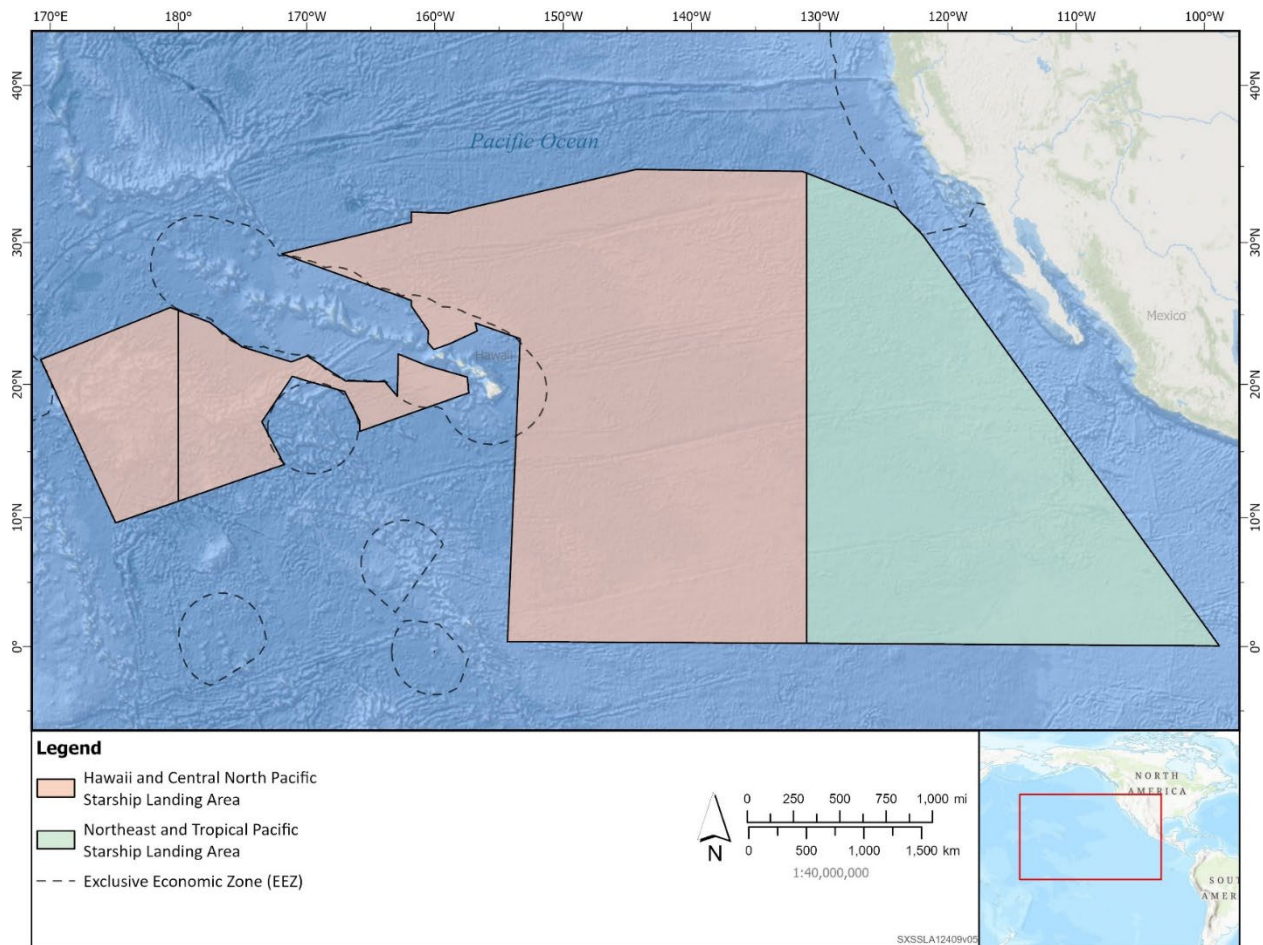 170°E 180° 170°W 160°W 150°W 140°W 130°W 120°W 110°W 100°W
40°N 40°N
Pacific Ocean
30°N 30°N
Mexico
Hawaii
20°N 20°N
10°N 10°N
0° 0°
Legend
Hawaii and Central North Pacific
Starship Landing Area
Northeast and Tropical Pacific
Starship Landing Area
Exclusive Economic Zone (EEZ)
N
0 250 500 750 1,000 mi
0 500 1,000 1,500 km
1:40,000,000
SXSSLA12409v05
NORTH
AMERICA
SOUT
AMER